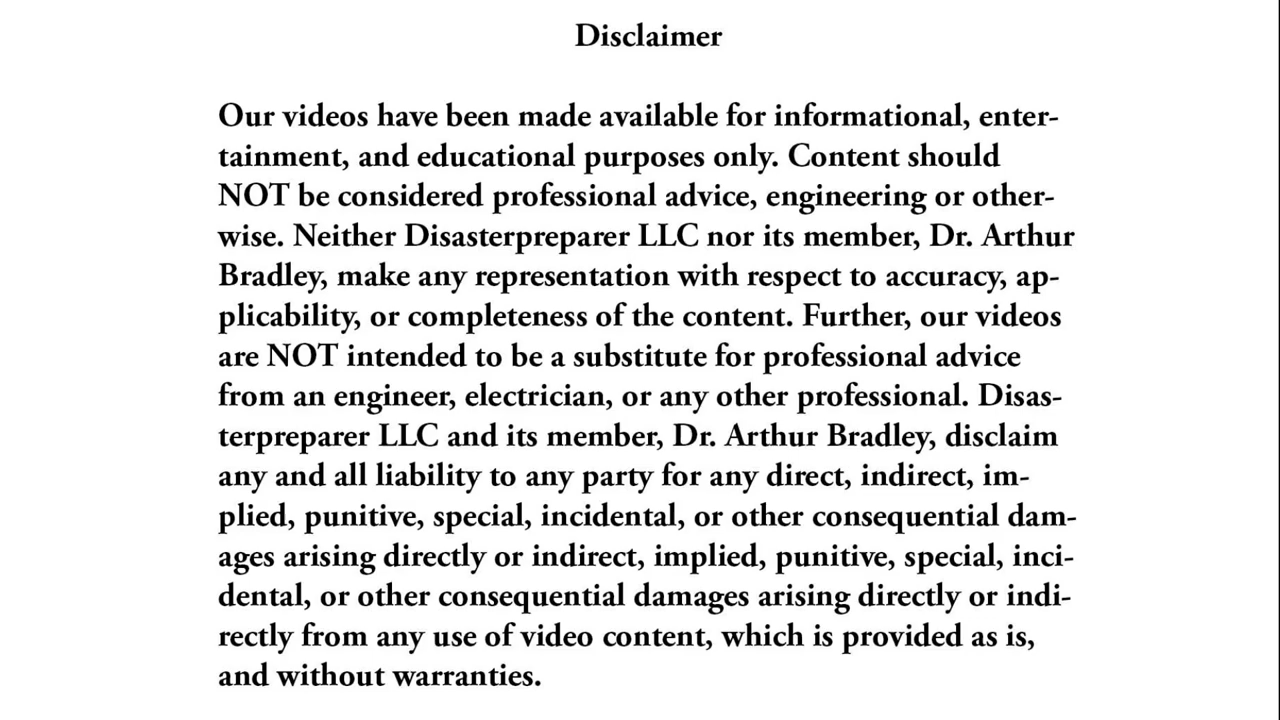 Disclaimer
Our videos have been made available for informational, enter-
tainment, and educational purposes only. Content should
NOT be considered professional advice, engineering or other-
wise. Neither Disasterpreparer LLC nor its member, Dr. Arthur
Bradley, make any representation with respect to accuracy, ap-
plicability, or completeness of the content. Further, our videos
are NOT intended to be a substitute for professional advice
from an engineer, electrician, or any other professional. Disas-
terpreparer LLC and its member, Dr. Arthur Bradley, disclaim
any and all liability to any party for any direct, indirect, im-
plied, punitive, special, incidental, or other consequential dam-
ages arising directly or indirect, implied, punitive, special, inci-
dental, or other consequential damages arising directly or indi-
rectly from any use of video content, which is provided as is,
and without warranties.